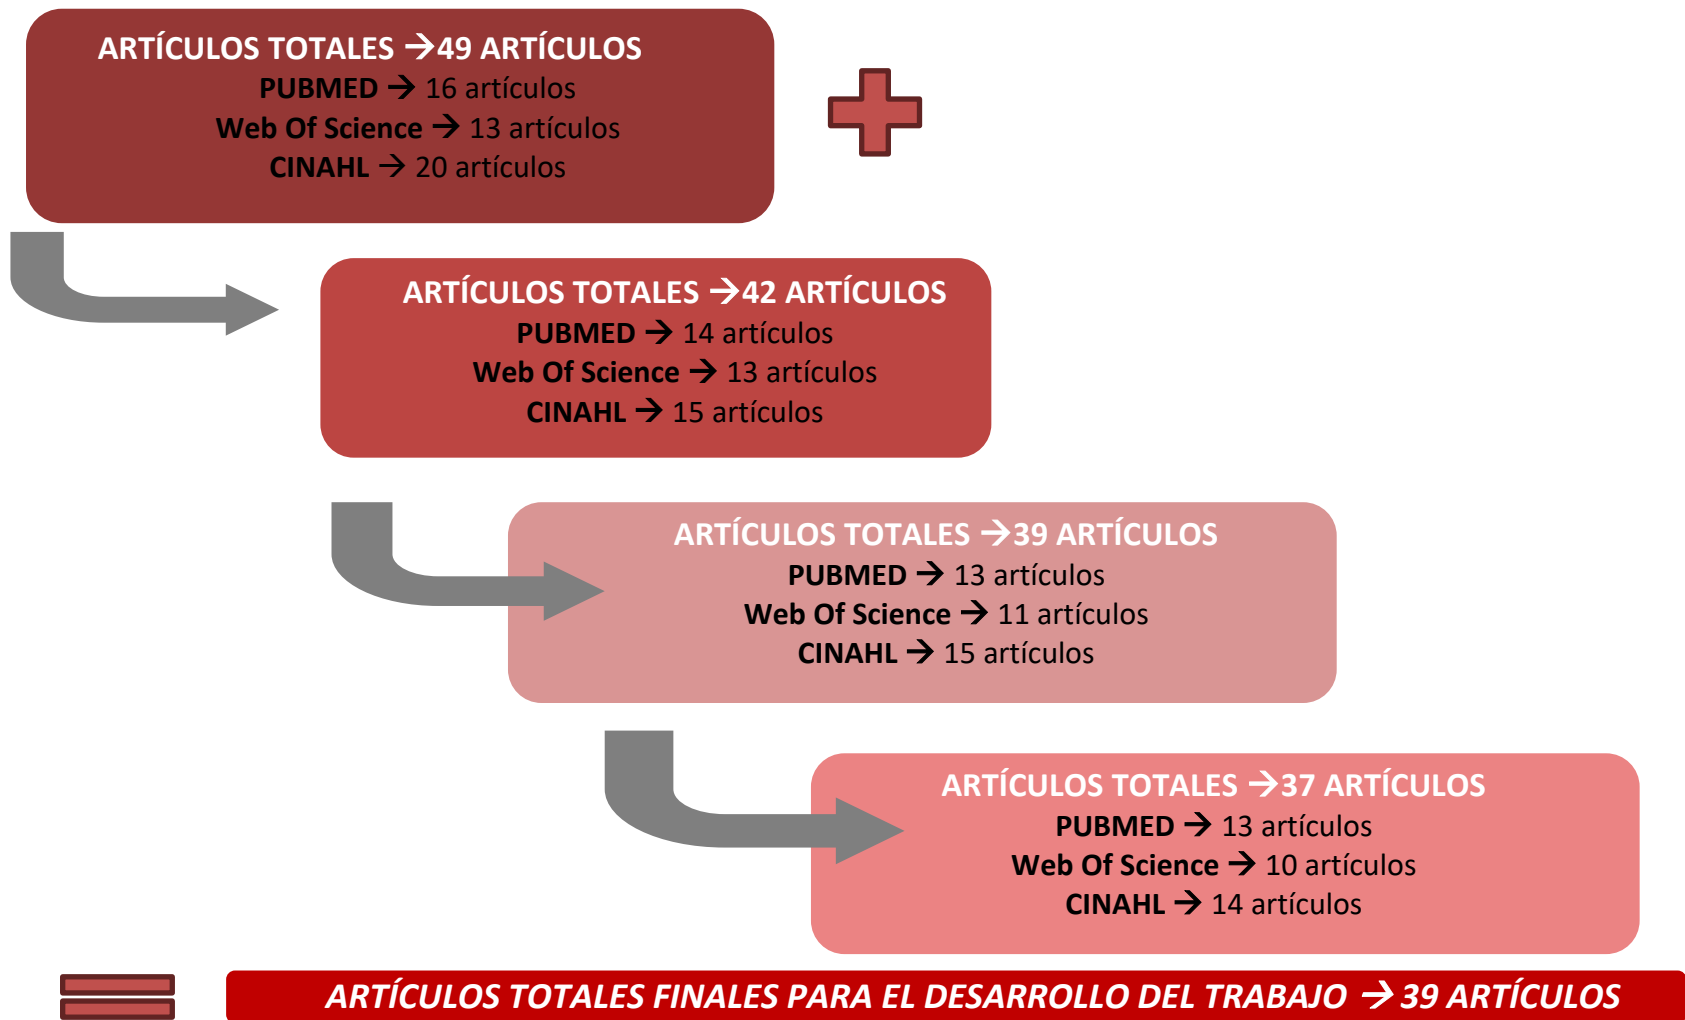 ARTÍCULOS TOTALES →49 ARTÍCULOS
PUBMED → 16 artículos
Web Of Science → 13 artículos
CINAHL → 20 artículos
ARTÍCULOS TOTALES →42 ARTÍCULOS
PUBMED → 14 artículos
Web Of Science → 13 artículos
CINAHL → 15 artículos
ARTÍCULOS TOTALES →39 ARTÍCULOS
PUBMED → 13 artículos
Web Of Science → 11 artículos
CINAHL → 15 artículos
ARTÍCULOS TOTALES →37 ARTÍCULOS
PUBMED → 13 artículos
Web Of Science → 10 artículos
CINAHL → 14 artículos
ARTÍCULOS TOTALES FINALES PARA EL DESARROLLO DEL TRABAJO → 39 ARTÍCULOS